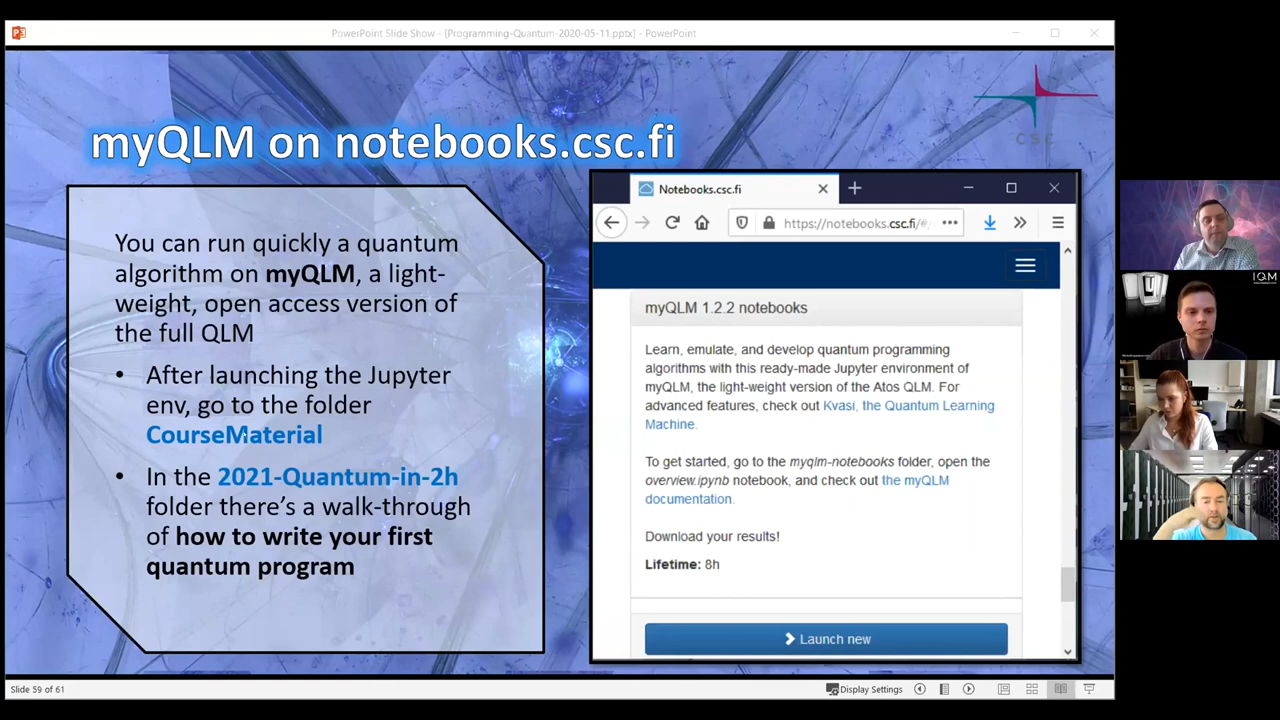 PowerPoint Slide Show - [Programming-Quantum-2020-05-11.pptx] - PowerPoint
myQLM on notebooks.csc.fi
CSC
You can run quickly a quantum
algorithm on myQLM, a light-
weight, open access version of
the full QLM
• After launching the Jupyter
env, go to the folder
CourseMaterial
• In the 2021-Quantum-in-2h
folder there's a walk-through
of how to write your first
quantum program
Notebooks.csc.fi
https://notebooks.csc.fi/#
myQLM 1.2.2 notebooks
Learn, emulate, and develop quantum programming
algorithms with this ready-made Jupyter environment of
myQLM, the light-weight version of the Atos QLM. For
advanced features, check out Kvasi, the Quantum Learning
Machine.
To get started, go to the myqlm-notebooks folder, open the
overview.ipynb notebook, and check out the myQLM
documentation.
Download your results!
Lifetime: 8h
Launch new
IQM
Slide 59 of 61
Display Settings